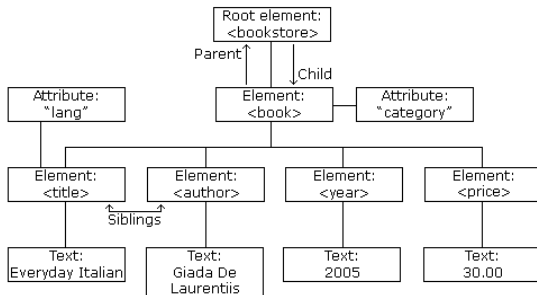 Root element:
<bookstore>
Parent
Child
Attribute:
"lang"
Element:
<book>
Attribute:
"category"
Element:
<title>
Element:
<author>
Element:
<year>
Element:
<price>
Siblings
Text:
Everyday Italian
Text:
Giada De
Laurentiis
Text:
2005
Text:
30.00